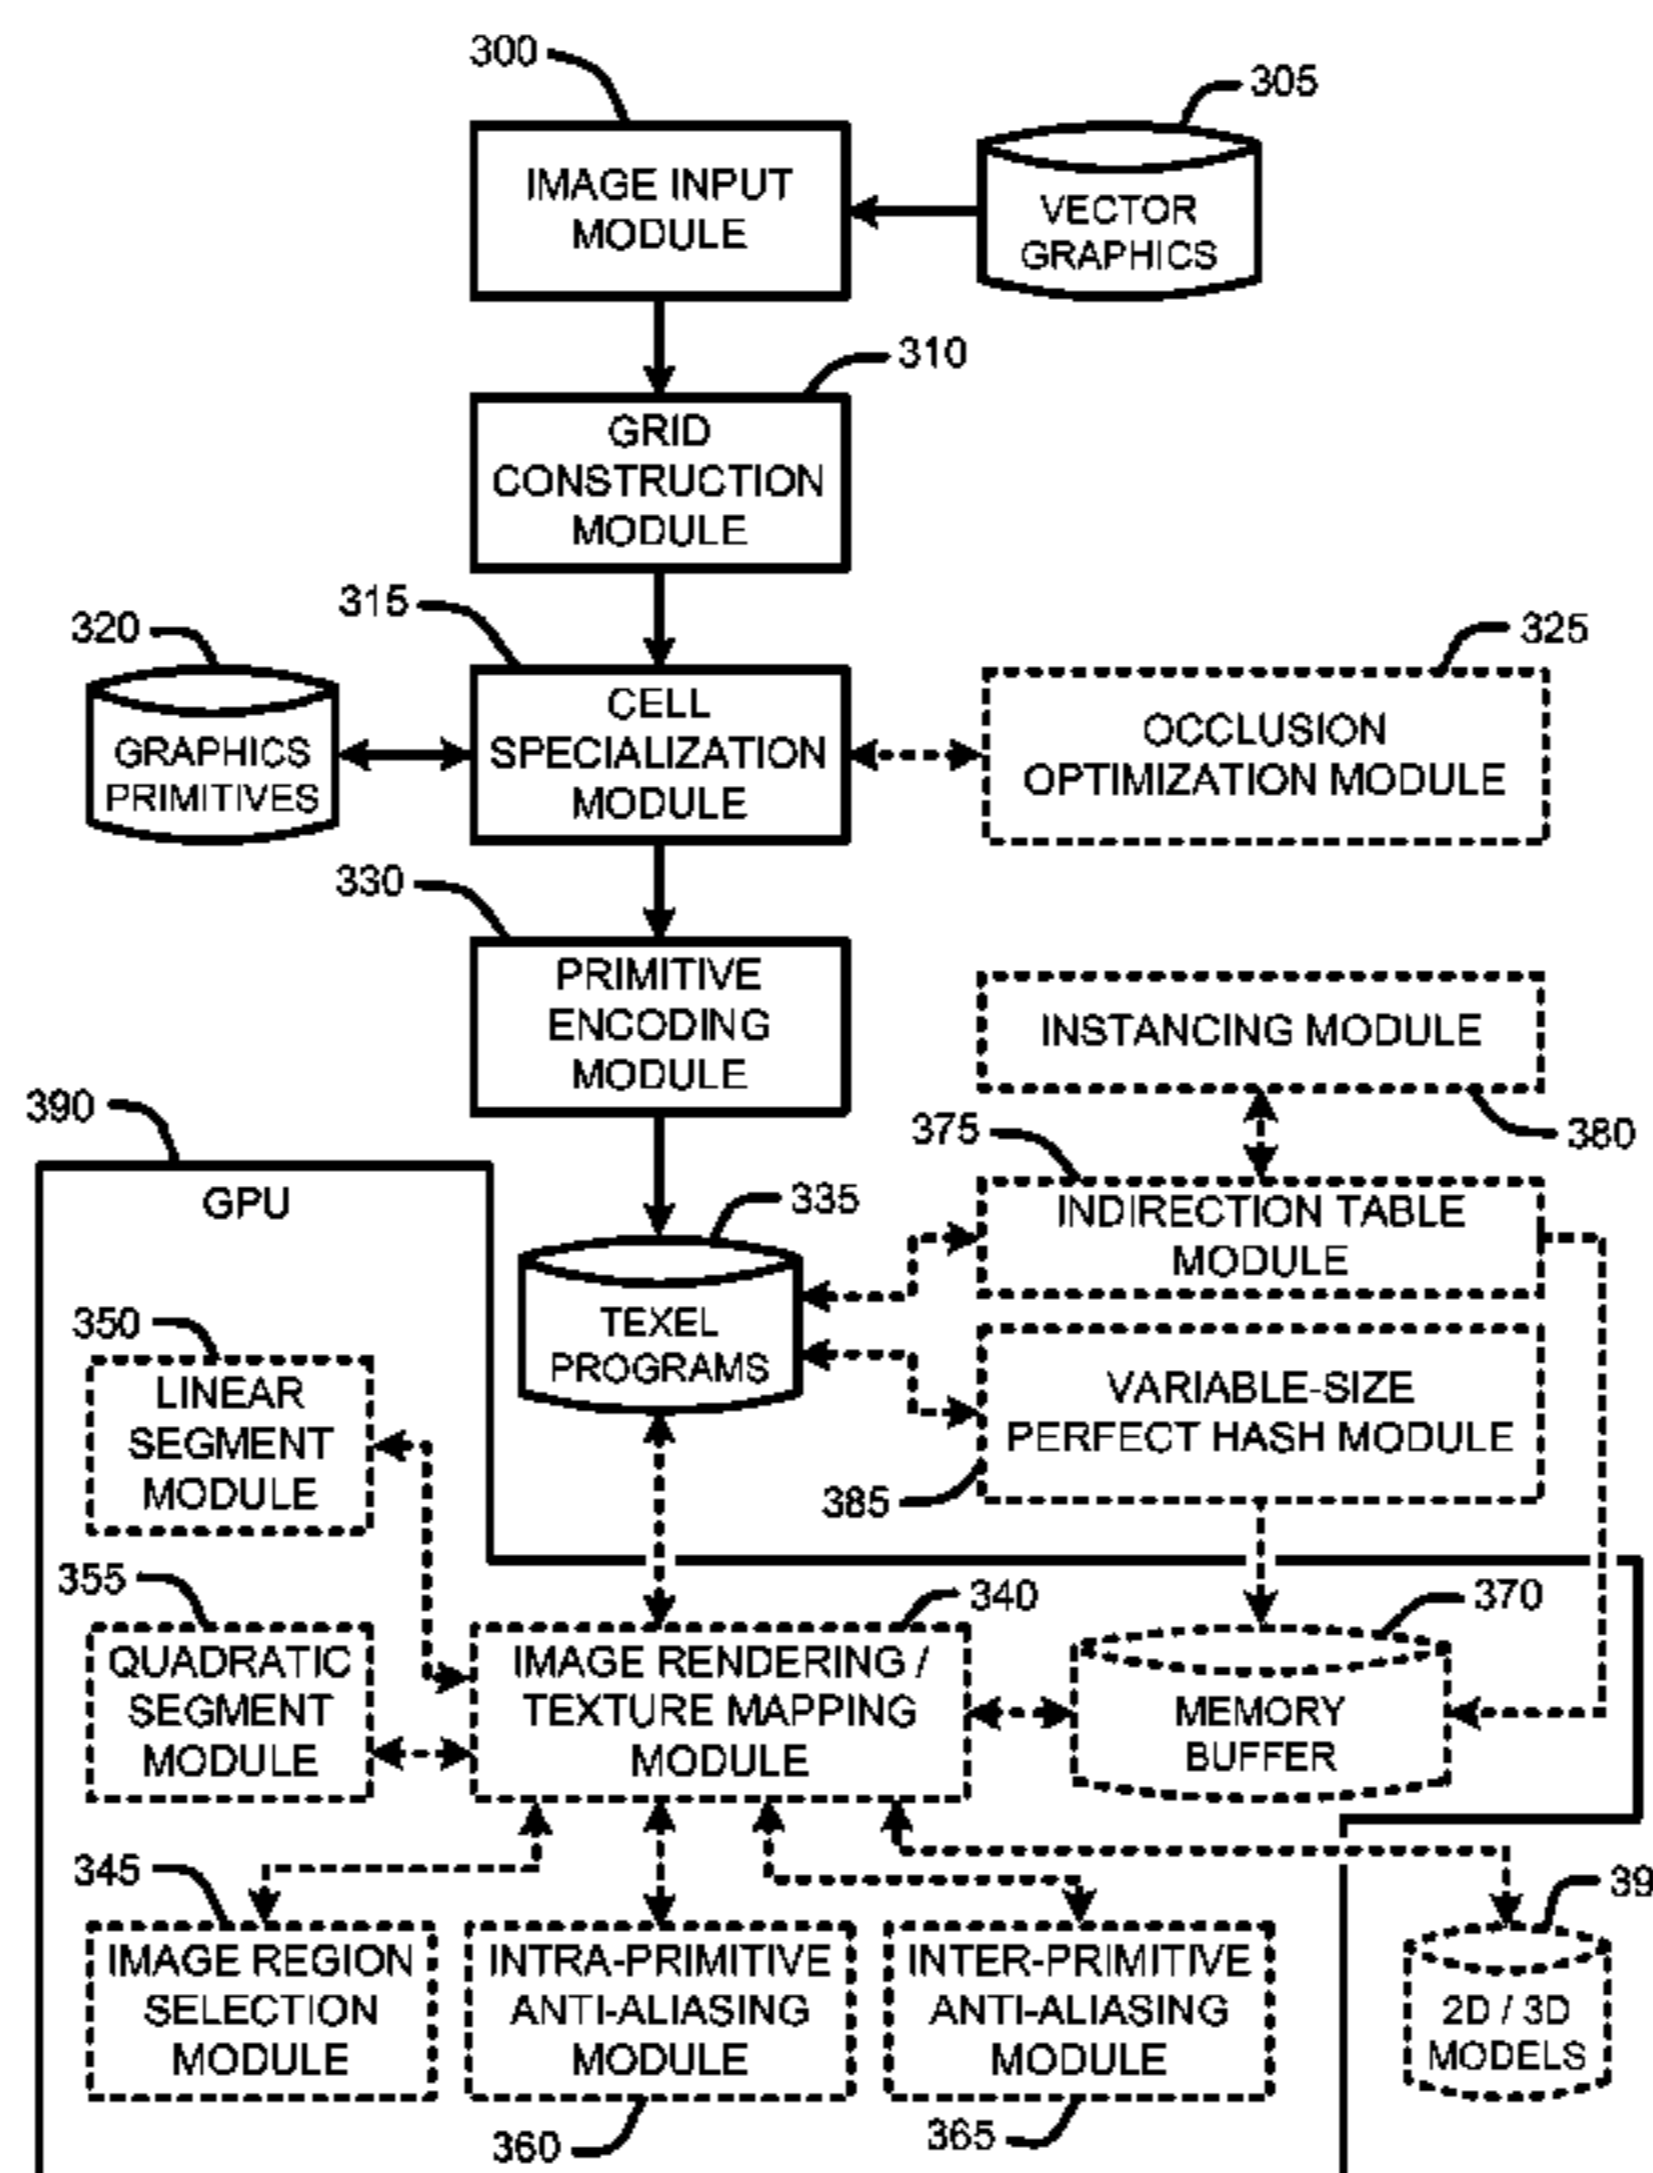 300
305
IMAGE INPUT
MODULE
VECTOR
GRAPHICS
310
GRID
CONSTRUCTION
MODULE
315
320
325
CELL
SPECIALIZATION
MODULE
GRAPHICS
PRIMITIVES
OCCLUSION
OPTIMIZATION MODULE
330
PRIMITIVE
ENCODING
MODULE
INSTANCING MODULE
390
375
380
GPU
335
INDIRECTION TABLE
MODULE
350
TEXEL
PROGRAMS
LINEAR
SEGMENT
MODULE
VARIABLE-SIZE
PERFECT HASH MODULE
385
355
340
370
QUADRATIC
SEGMENT
MODULE
IMAGE RENDERING /
TEXTURE MAPPING
MODULE
MEMORY
BUFFER
345
39
IMAGE REGION
SELECTION
MODULE
INTRA-PRIMITIVE
ANTI-ALIASING
MODULE
INTER-PRIMITIVE
ANTI-ALIASING
MODULE
2D / 3D
MODELS
360
365